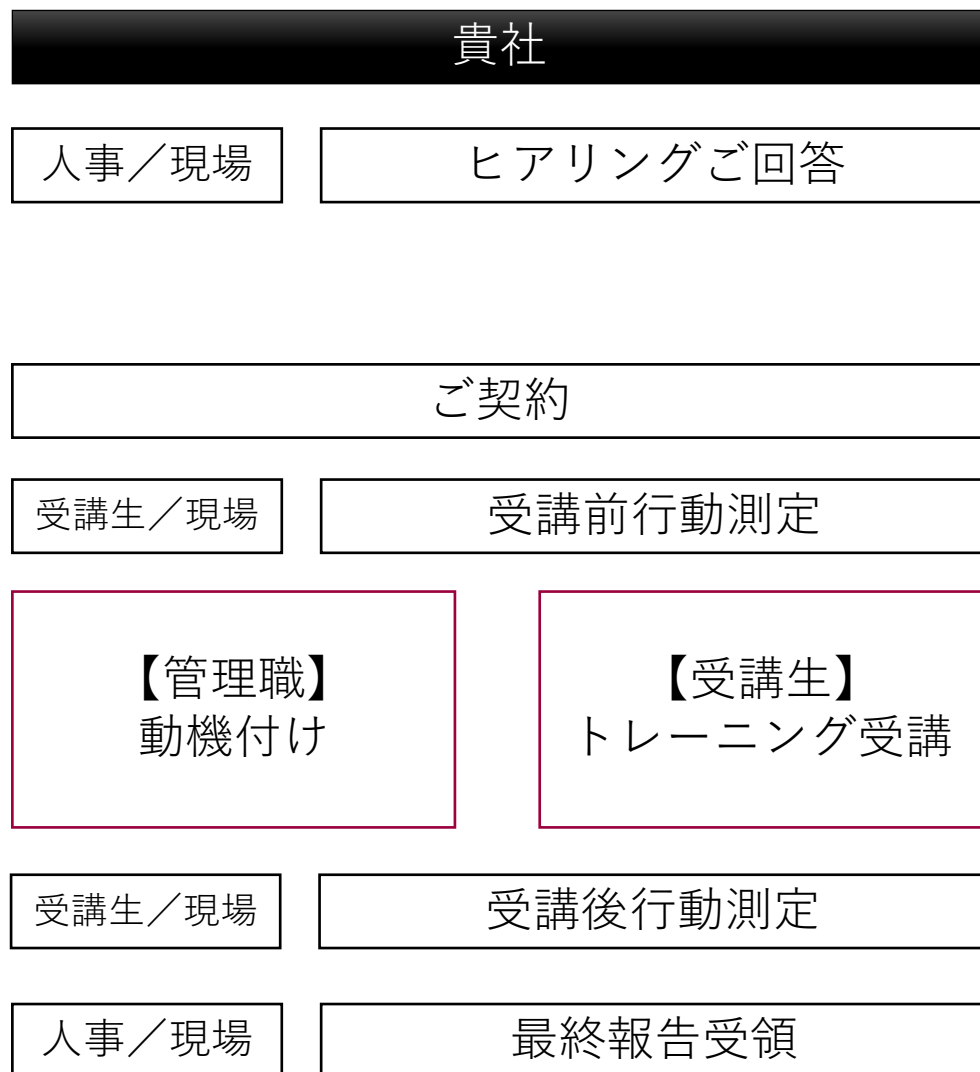 貴社
人事／現場
ヒアリングご回答
ご契約
受講生／現場
受講前行動測定
【管理職】
動機付け
【受講生】
トレーニング受講
受講生／現場
受講後行動測定
人事／現場
最終報告受領